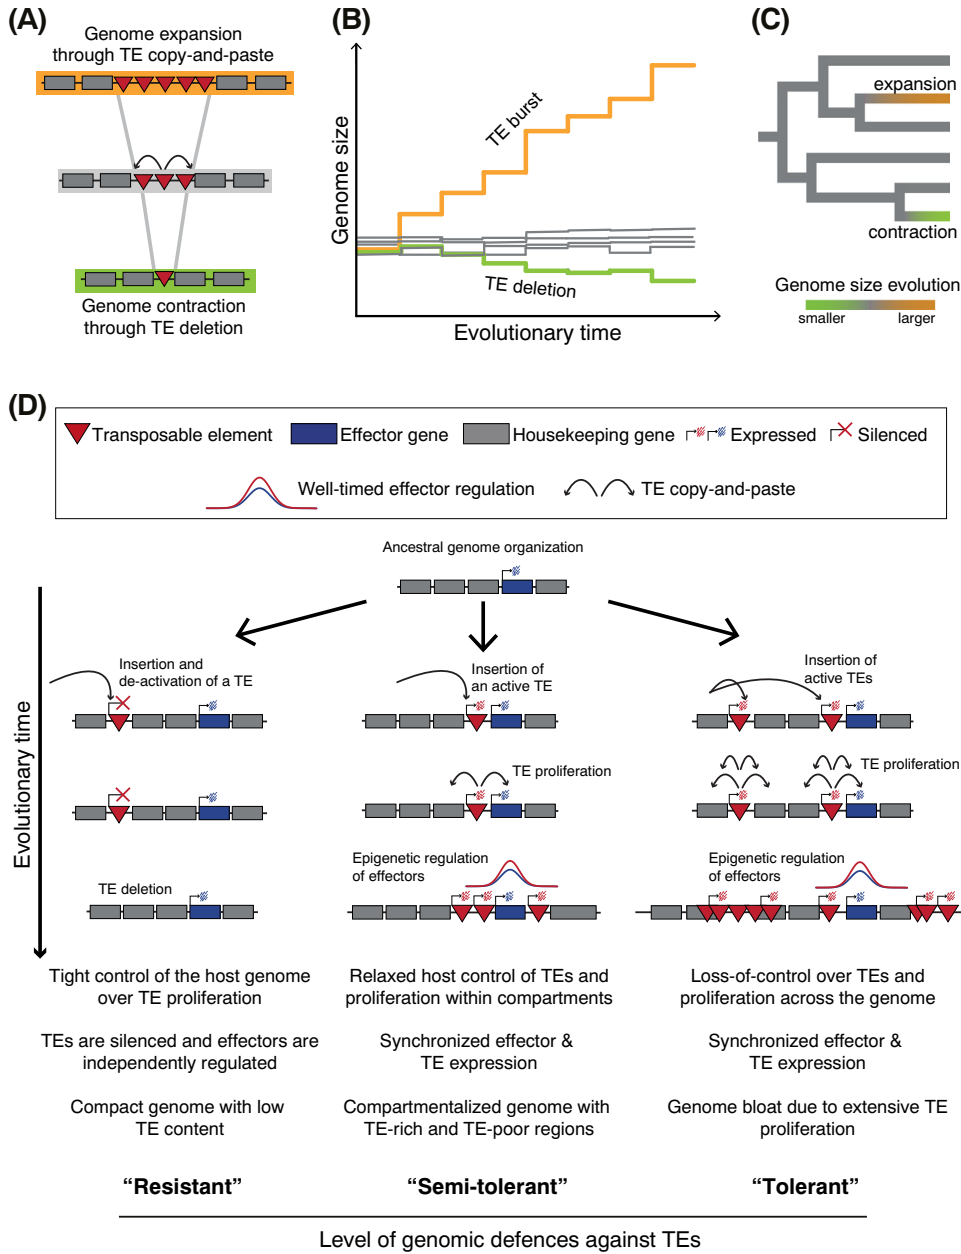 (A)
Genome expansion
through TE copy-and-paste
Genome contraction
through TE deletion
(B)
Genome size
TE burst
TE deletion
Evolutionary time
(C)
expansion
contraction
Genome size evolution
smaller
larger
(D)
Transposable element
Effector gene
Housekeeping gene
Expressed
Silenced
Well-timed effector regulation
TE copy-and-paste
Ancestral genome organization
Evolutionary time
Insertion and
de-activation of a TE
TE deletion
Insertion of
an active TE
TE proliferation
Epigenetic regulation
of effectors
Insertion of
active TEs
TE proliferation
Epigenetic regulation
of effectors
Tight control of the host genome
over TE proliferation
TEs are silenced and effectors are
independently regulated
Compact genome with low
TE content
"Resistant"
Relaxed host control of TEs and
proliferation within compartments
Synchronized effector &
TE expression
Compartmentalized genome with
TE-rich and TE-poor regions
"Semi-tolerant"
Loss-of-control over TEs and
proliferation across the genome
Synchronized effector &
TE expression
Genome bloat due to extensive TE
proliferation
"Tolerant"
Level of genomic defences against TEs